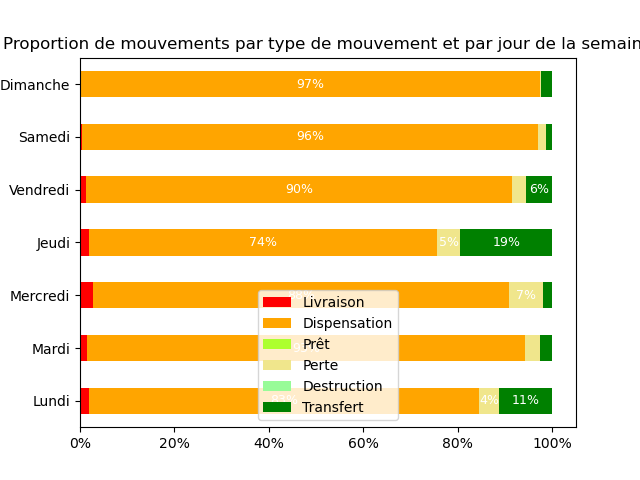 Proportion de mouvements par type de mouvement et par jour de la semain
Dimanche
97%
Samedi
96%
Vendredi
90%
6%
Jeudi
74%
5%
19%
Mercredi
7%
Livraison
Dispensation
Prêt
Mardi
Perte
Destruction
Lundi
4%
11%
Transfert
0%
20%
40%
60%
80%
100%